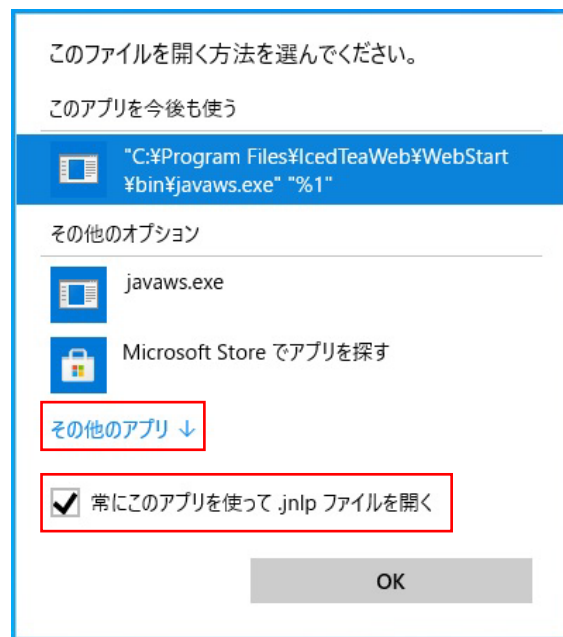 このファイルを開く方法を選んでください。
このアプリを今後も使う
"C:¥Program Files¥IcedTeaWeb¥WebStart
¥bin¥javaws.exe" "%1"
その他のオプション
javaws.exe
Microsoft Store でアプリを探す
その他のアプリ ↓
常にこのアプリを使って .jnlp ファイルを開く
OK